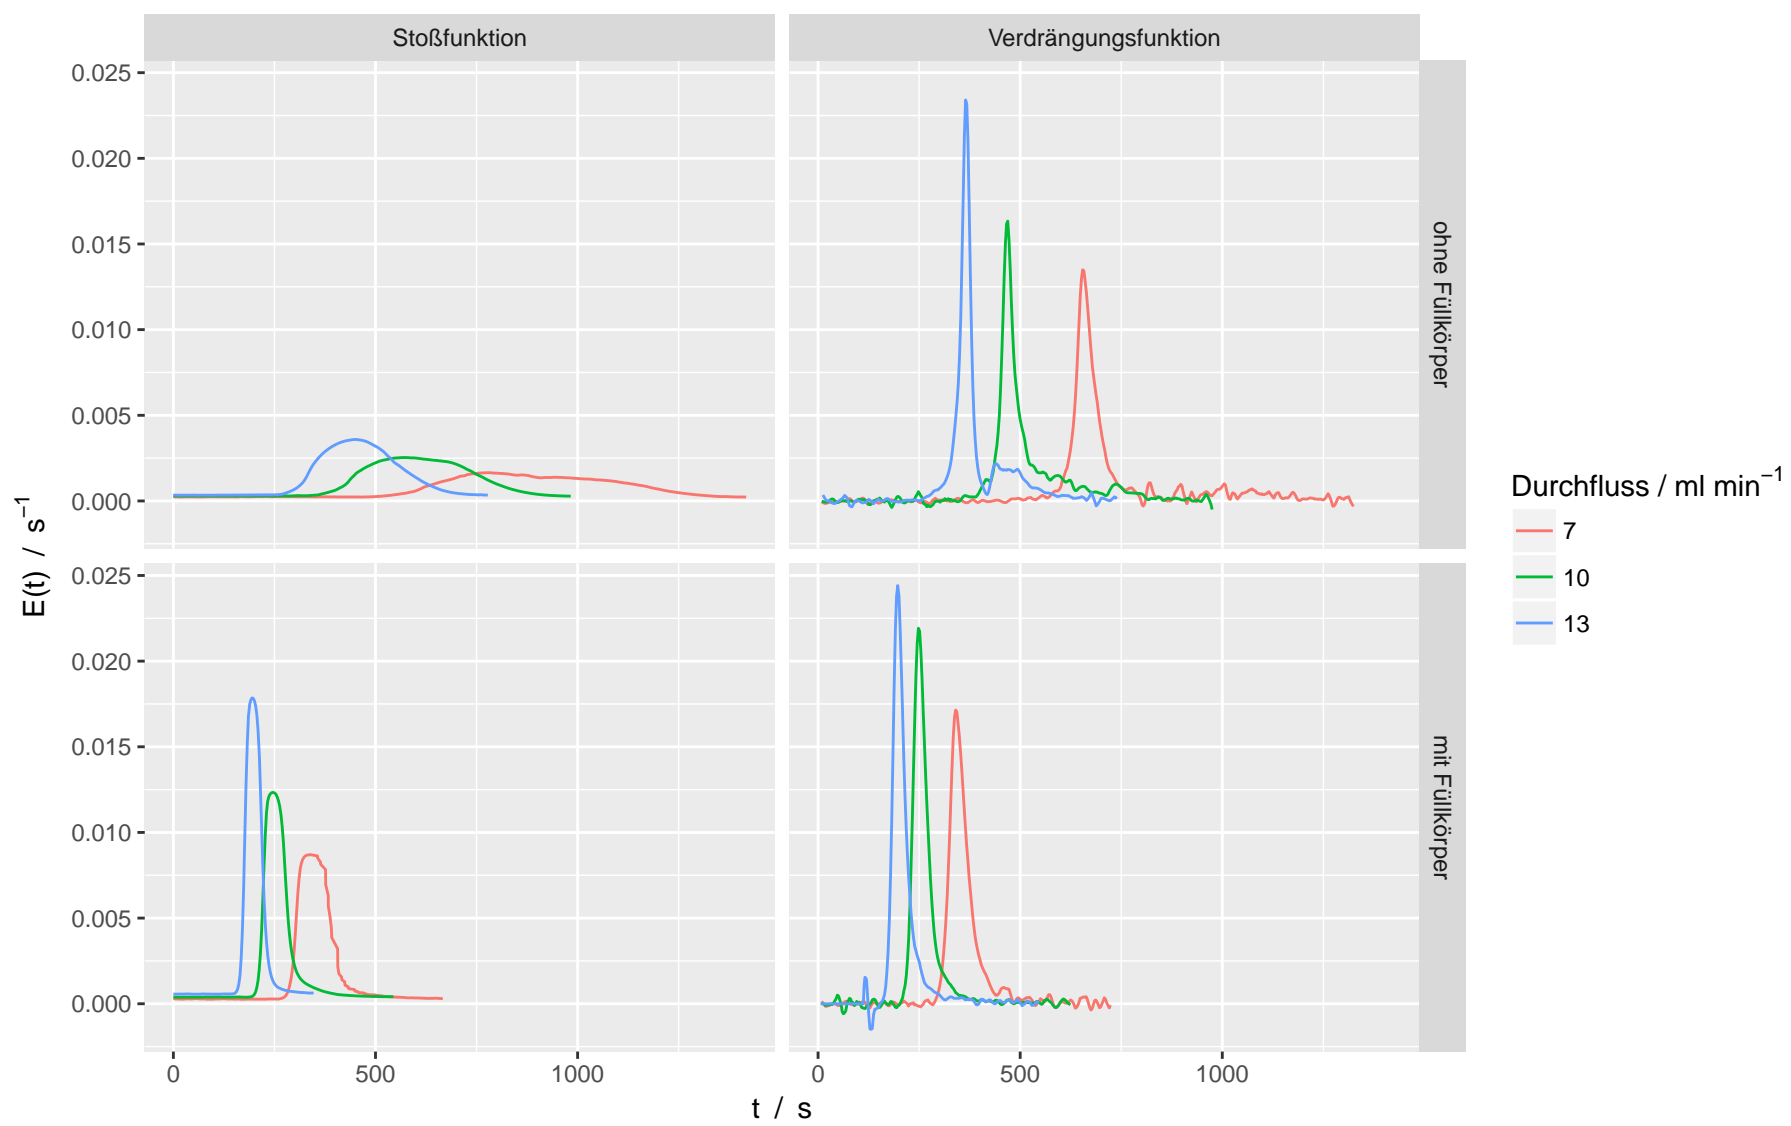 Stoßfunktion
Verdrängungsfunktion
0.025
0.020
0.015
0.010
0.005
0.000
ohne Füllkörper
0.025
0.020
0.015
0.010
0.005
0.000
mit Füllkörper
E(t) / s⁻¹
0 500 1000
0 500 1000
t / s
Durchfluss / ml min⁻¹
7
10
13